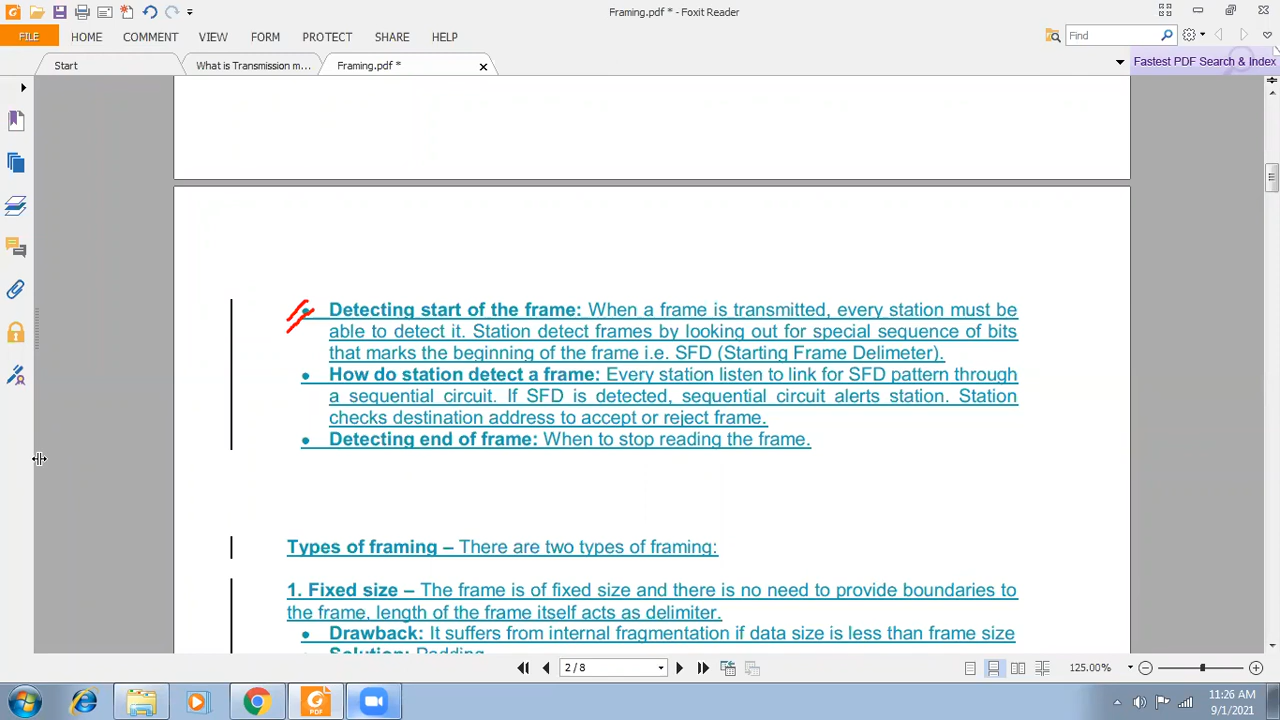 Framing.pdf * - Foxit Reader
FILE HOME COMMENT VIEW FORM PROTECT SHARE HELP Find
Start What is Transmission m... Framing.pdf * Fastest PDF Search & Index
• Detecting start of the frame: When a frame is transmitted, every station must be
able to detect it. Station detect frames by looking out for special sequence of bits
that marks the beginning of the frame i.e. SFD (Starting Frame Delimeter).
• How do station detect a frame: Every station listen to link for SFD pattern through
a sequential circuit. If SFD is detected, sequential circuit alerts station. Station
checks destination address to accept or reject frame.
• Detecting end of frame: When to stop reading the frame.
Types of framing – There are two types of framing:
1. Fixed size – The frame is of fixed size and there is no need to provide boundaries to
the frame, length of the frame itself acts as delimiter.
• Drawback: It suffers from internal fragmentation if data size is less than frame size
Solution: Padding
2 / 8 125.00%
PDF
11:26 AM
9/1/2021